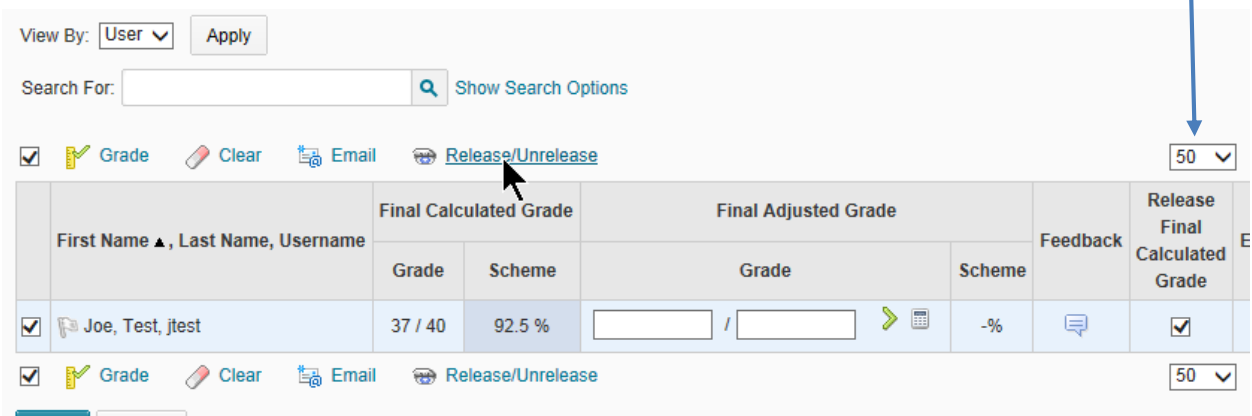 View By: User Apply
Search For: Show Search Options
Grade Clear Email Release/Unrelease 50
First Name ▲, Last Name, Username Final Calculated Grade Final Adjusted Grade Feedback Release Final Calculated Grade E
Grade Scheme Grade Scheme
Joe, Test, jtest 37 / 40 92.5 % / -%
Grade Clear Email Release/Unrelease 50